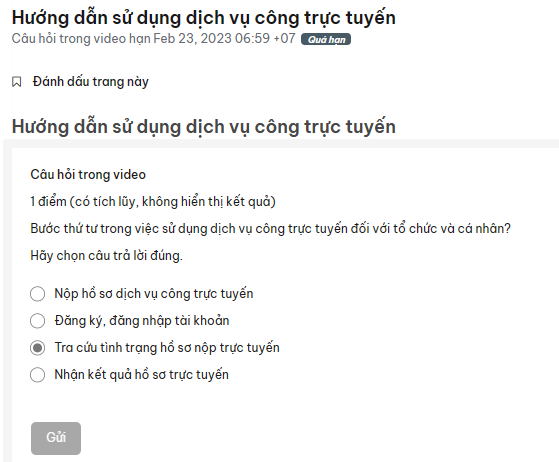 Hướng dẫn sử dụng dịch vụ công trực tuyến
Câu hỏi trong video hạn Feb 23, 2023 06:59 +07 Quá hạn
Đánh dấu trang này
Hướng dẫn sử dụng dịch vụ công trực tuyến
Câu hỏi trong video
1 điểm (có tích lũy, không hiển thị kết quả)
Bước thứ tư trong việc sử dụng dịch vụ công trực tuyến đối với tổ chức và cá nhân?
Hãy chọn câu trả lời đúng.
Nộp hồ sơ dịch vụ công trực tuyến
Đăng ký, đăng nhập tài khoản
Tra cứu tình trạng hồ sơ nộp trực tuyến
Nhận kết quả hồ sơ trực tuyến
Gửi